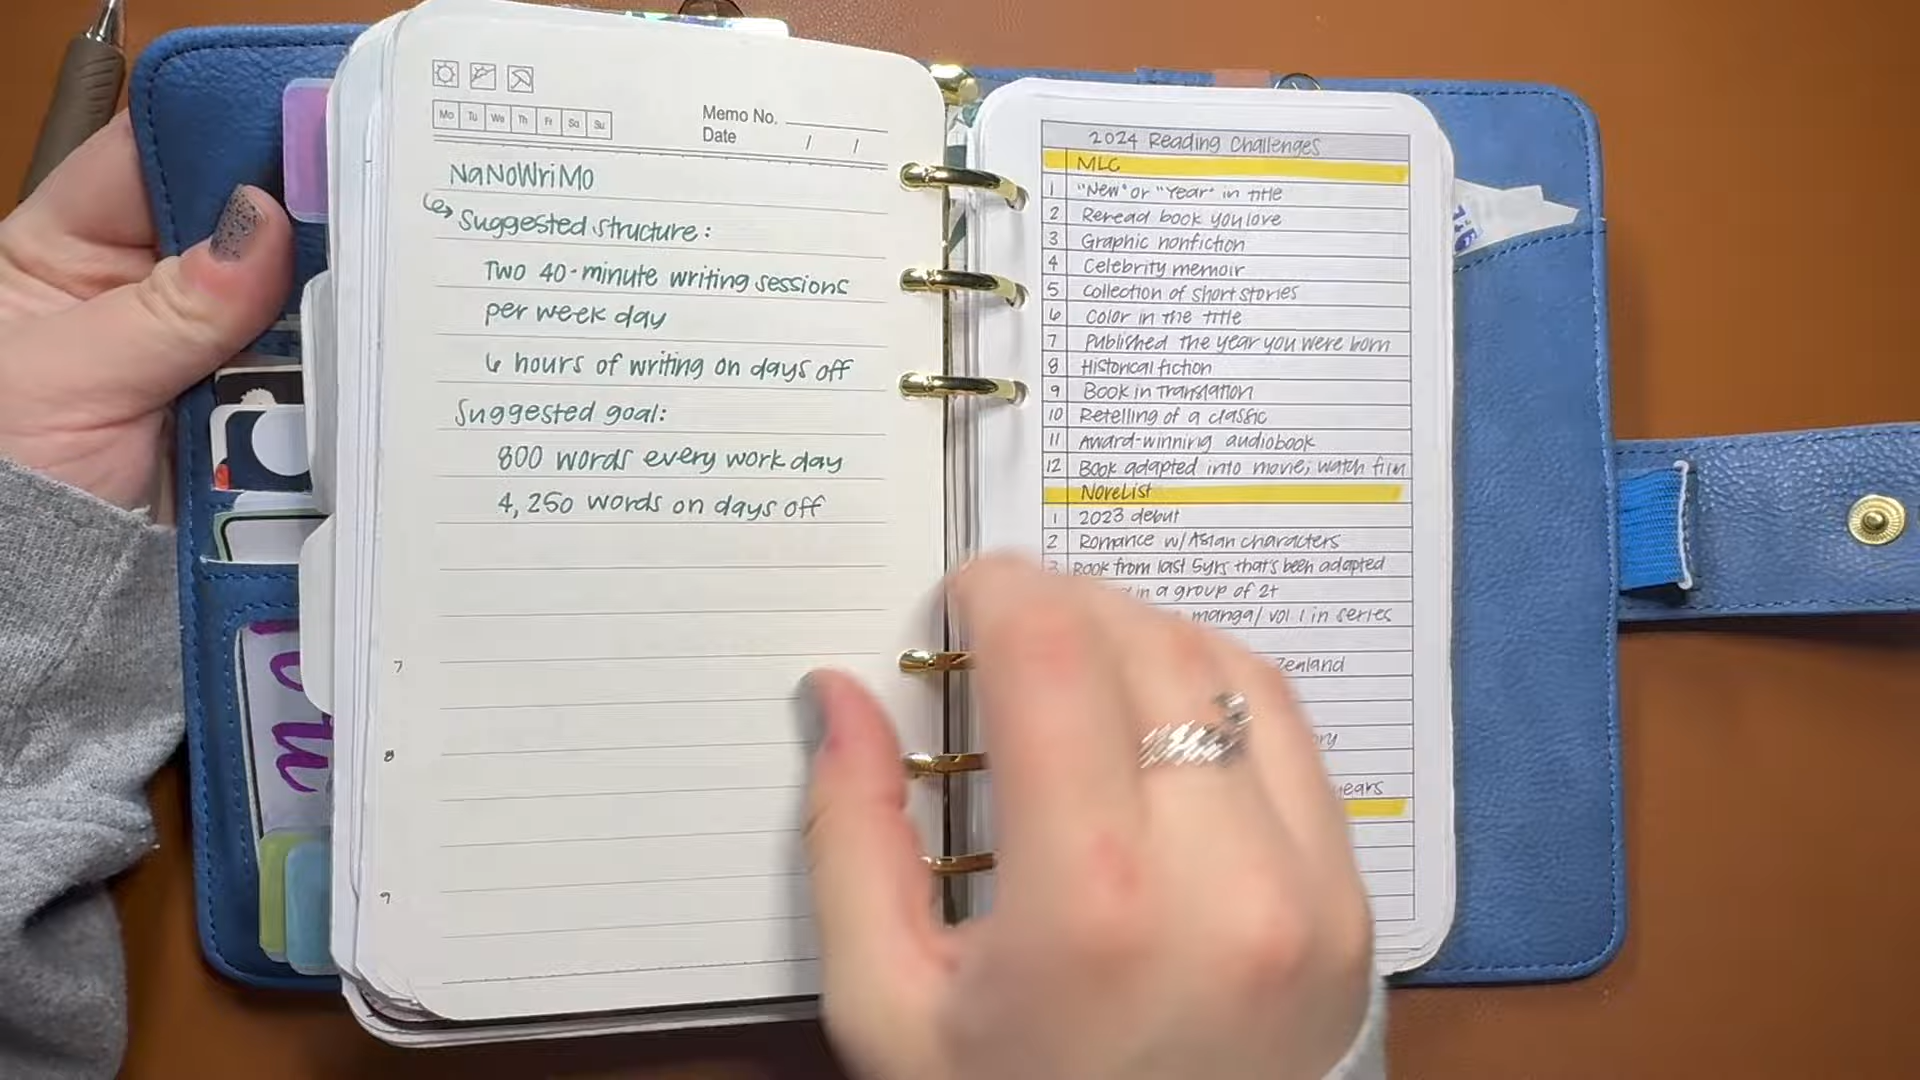 Mo Tu We Th Fr Sa Su
Memo No.
Date / /
NaNoWriMo
Suggested structure:
Two 40-minute writing sessions
per week day
6 hours of writing on days off
Suggested goal:
800 words every work day
4,250 words on days off
7
8
9
2024 Reading Challenges
MLC
1 "New" or "Year" in title
2 Reread book you love
3 Graphic nonfiction
4 Celebrity memoir
5 Collection of short stories
6 Color in the title
7 Published the year you were born
8 Historical fiction
9 Book in translation
10 Retelling of a classic
11 Award-winning audiobook
12 Book adapted into movie; watch film
NoveList
1 2023 debut
2 Romance w/ Asian characters
3 Book from last 5yrs that's been adapted
in a group of 2+
manga/ vol. 1 in series
Zealand
years